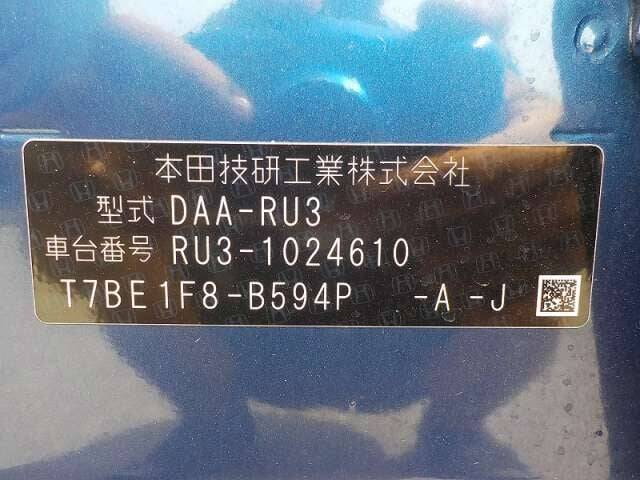 本田技研工業株式会社
型式 DAA-RU3
車台番号 RU3-1024610
T7BE1F8-B594P -A -J